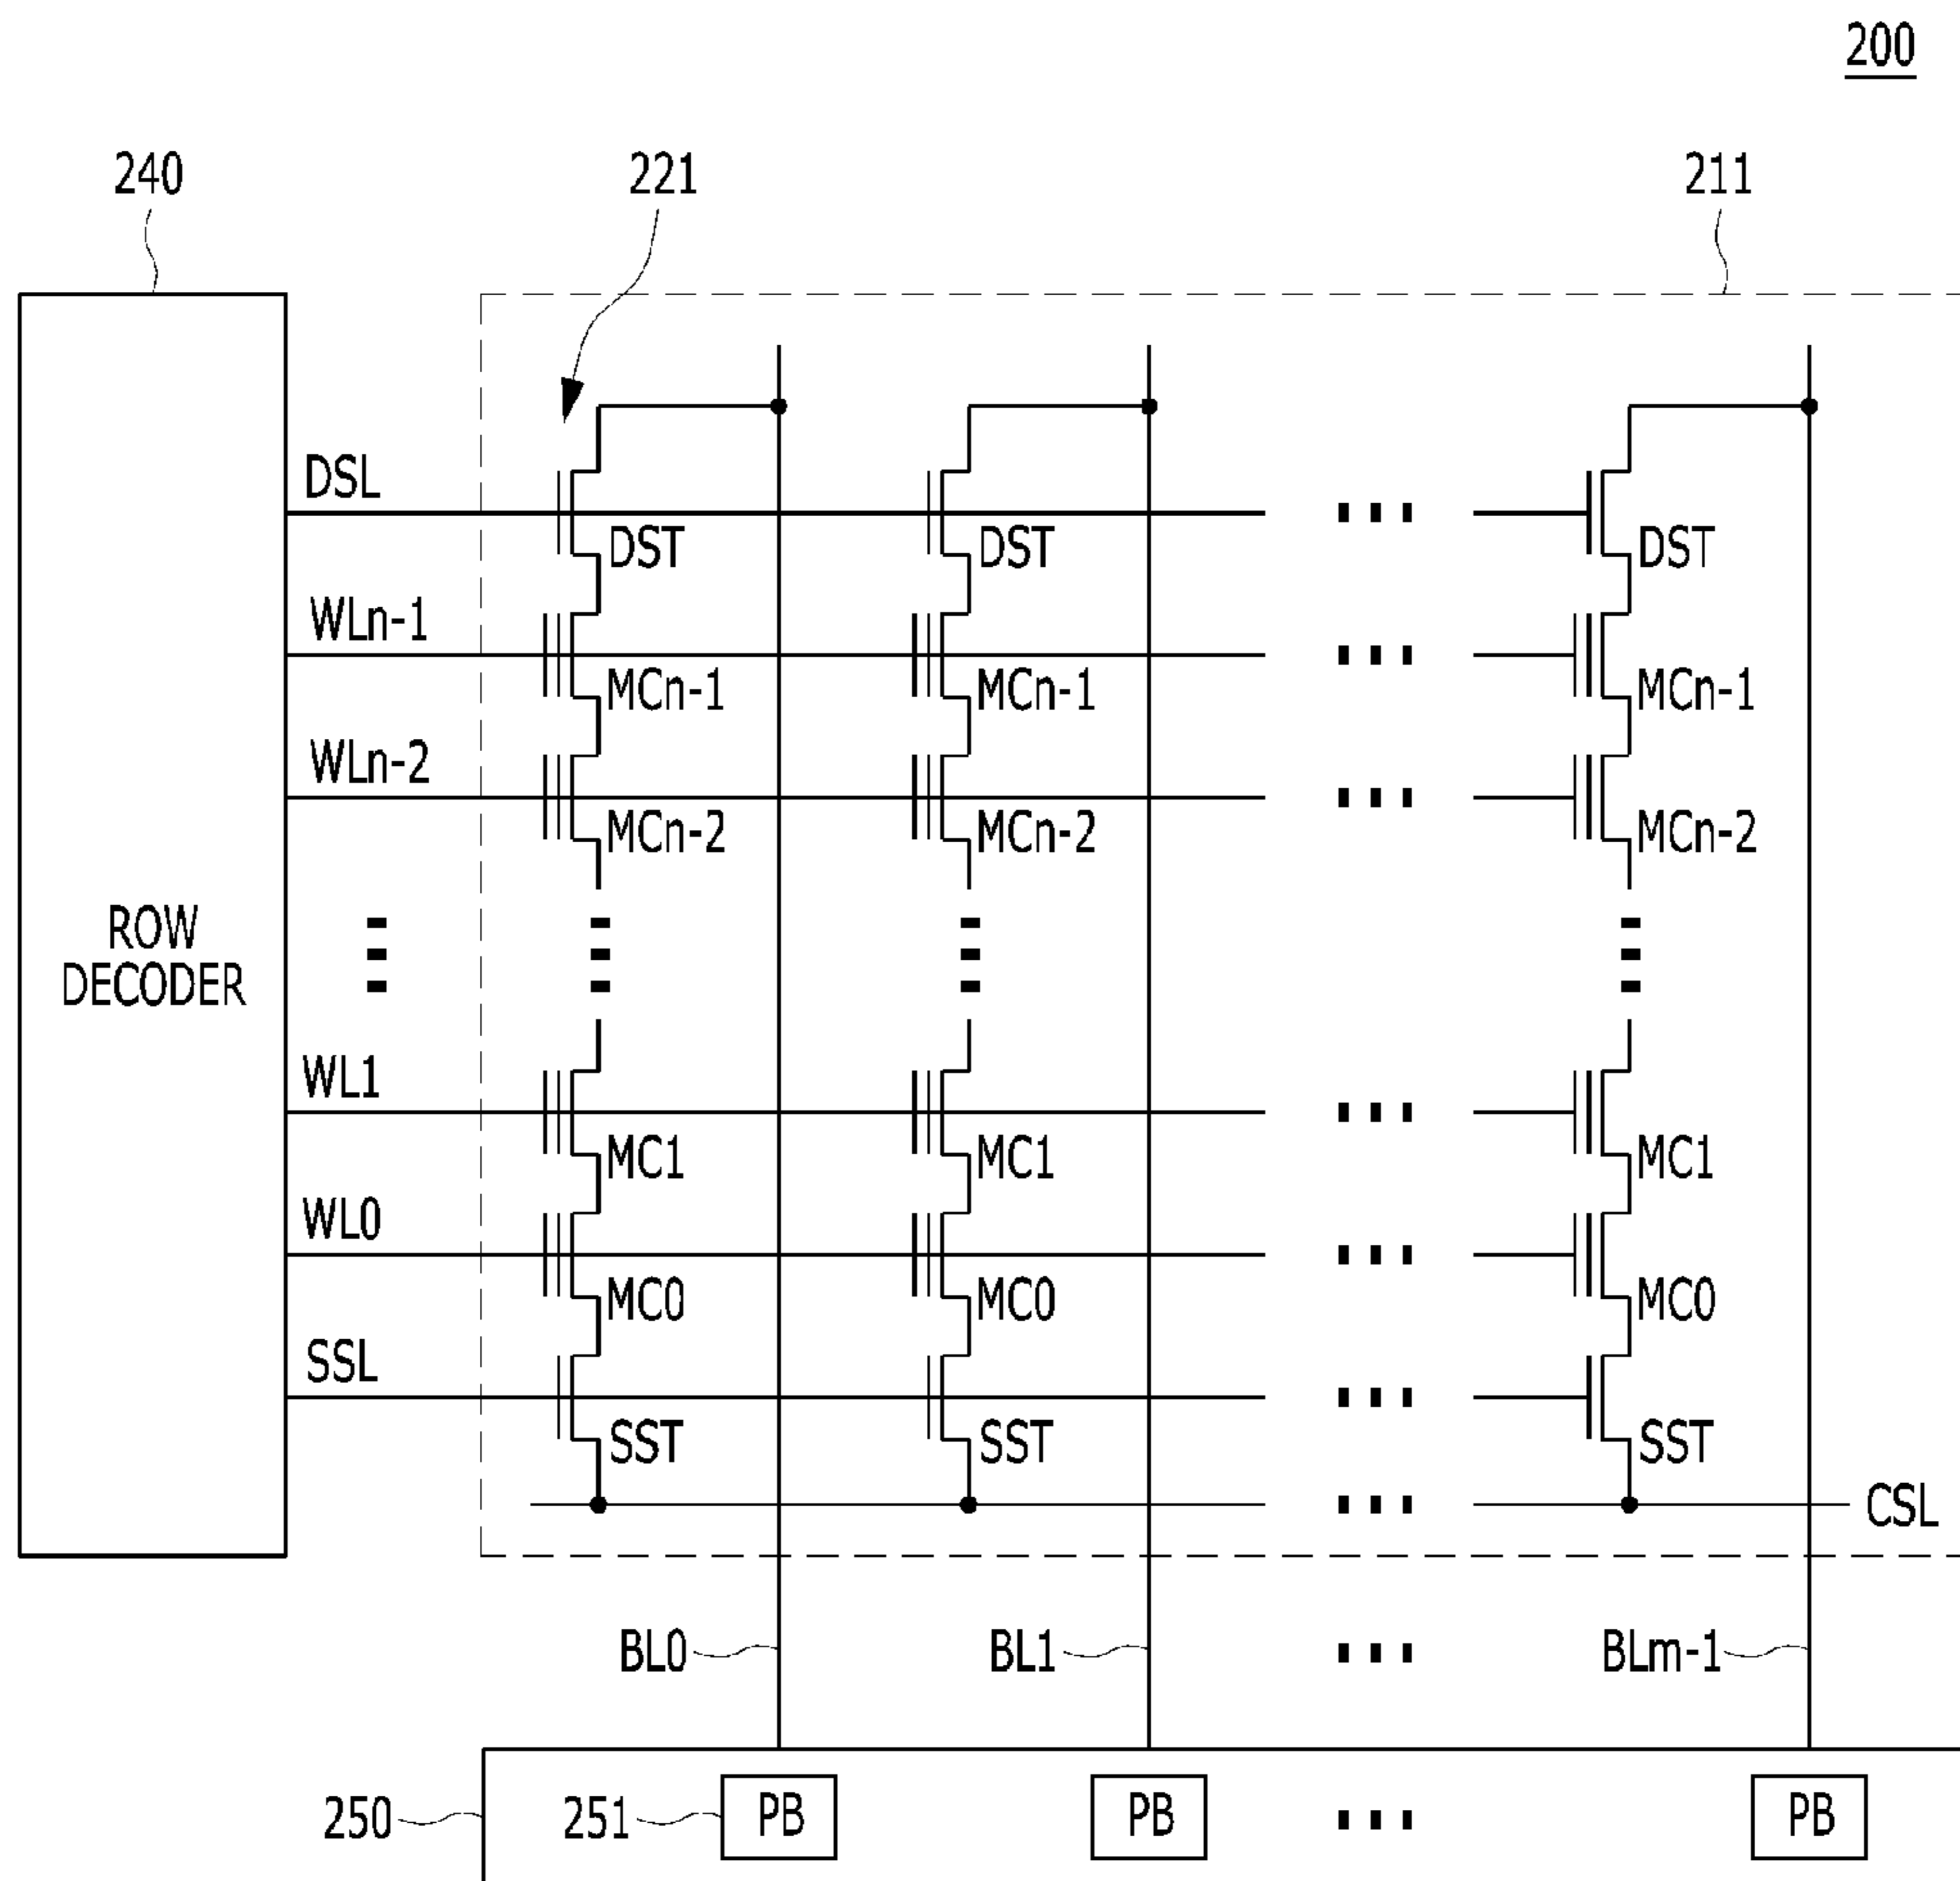 200
240 221 211
DSL
DST DST DST
WLn-1
MCn-1 MCn-1 MCn-1
WLn-2
MCn-2 MCn-2 MCn-2
ROW
DECODER
WL1
MC1 MC1 MC1
WL0
MC0 MC0 MC0
SSL
SST SST SST
CSL
BL0 BL1 BLm-1
250 251 PB PB PB